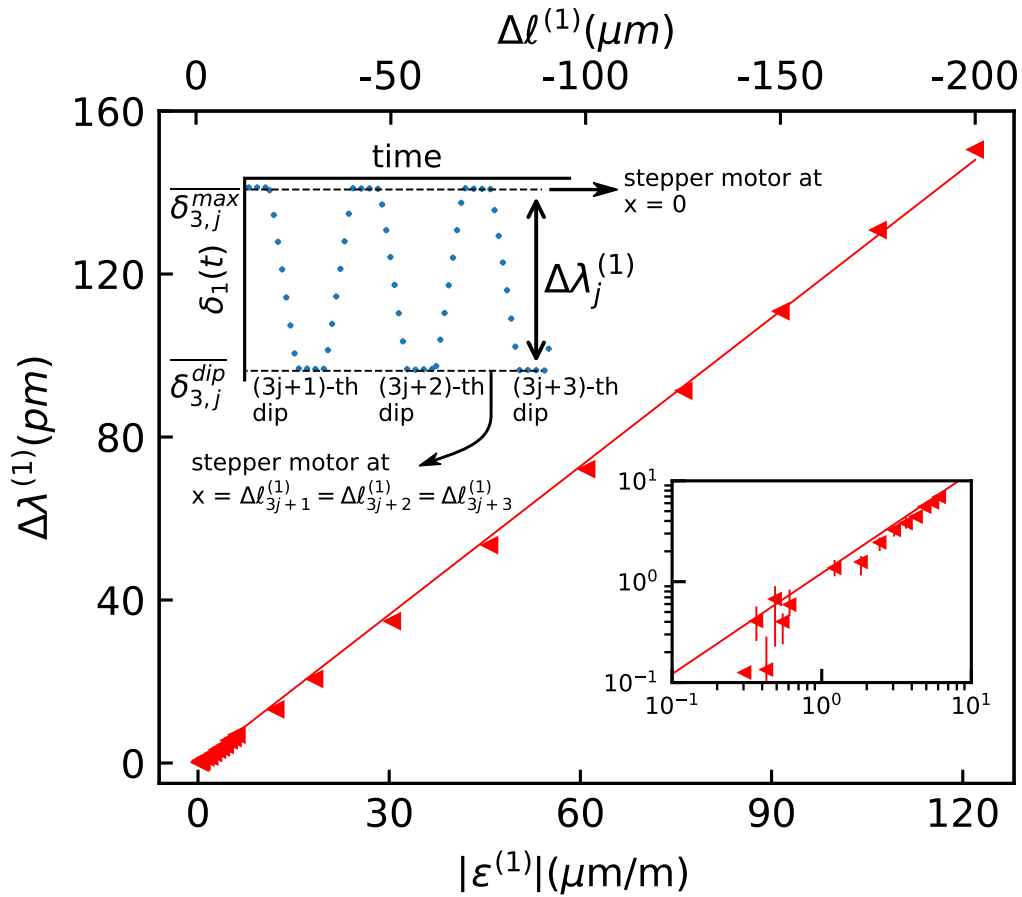 Δℓ^(1)(μm)
0 -50 -100 -150 -200
160
120
80
40
0
Δλ^(1)(pm)
time
δ_{3,j}^{max}
δ_1(t)
δ_{3,j}^{dip}
stepper motor at
x = 0
Δλ_j^(1)
(3j+1)-th
dip
(3j+2)-th
dip
(3j+3)-th
dip
stepper motor at
x = Δℓ_{3j+1}^(1) = Δℓ_{3j+2}^(1) = Δℓ_{3j+3}^(1)
10^1
10^0
10^-1
10^-1 10^0 10^1
0 30 60 90 120
|ε^(1)|(μm/m)